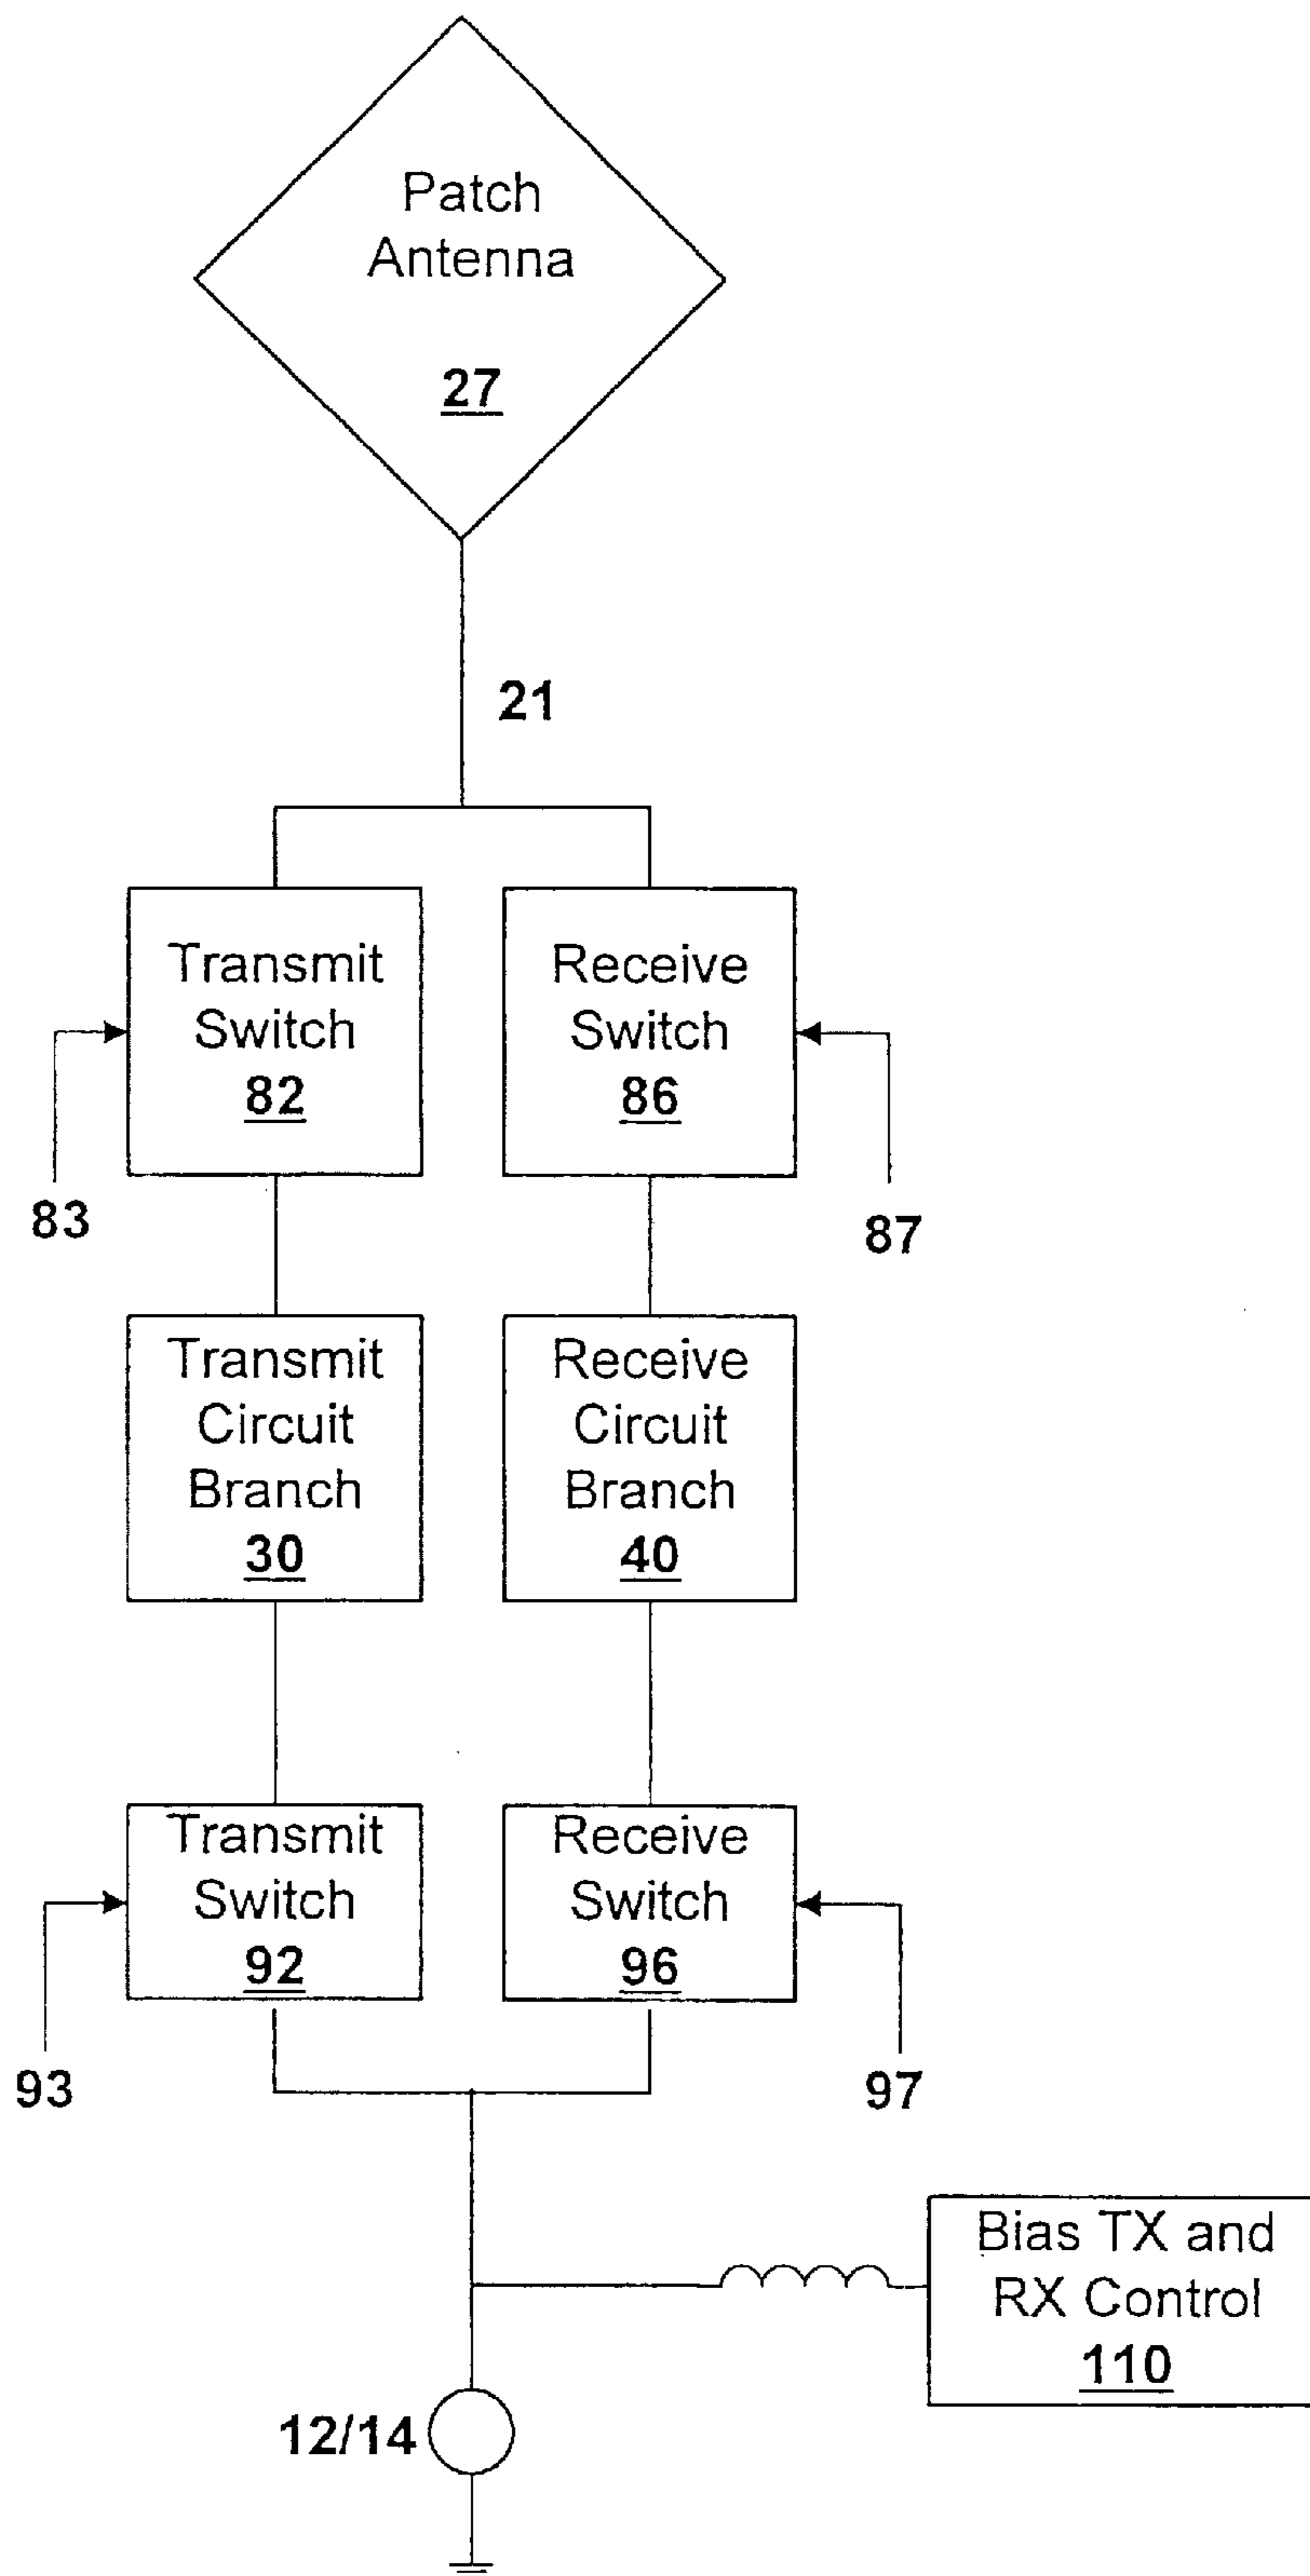 Patch
Antenna
27
21
Transmit
Switch
82
Receive
Switch
86
83
87
Transmit
Circuit
Branch
30
Receive
Circuit
Branch
40
Transmit
Switch
92
Receive
Switch
96
93
97
Bias TX and
RX Control
110
12/14